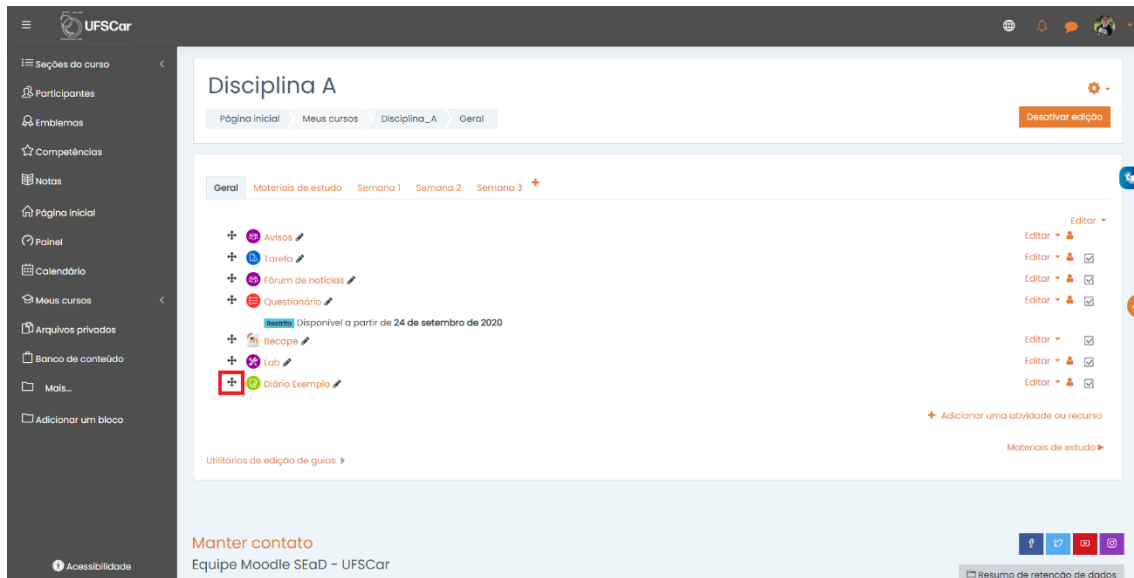 UFSCar
Seções do curso
Participantes
Emblemas
Competências
Notas
Página inicial
Painel
Calendário
Meus cursos
Arquivos privados
Banco de conteúdo
Mais...
Adicionar um bloco
Acessibilidade
Disciplina A
Página inicial Meus cursos Disciplina_A Geral
Desativar edição
Geral Materiais de estudo Semana 1 Semana 2 Semana 3
Editar
Avisos Editar
Tarefa Editar
Fórum de notícias Editar
Questionário Editar
Restrito Disponível a partir de 24 de setembro de 2020
Becape Editar
Lab Editar
Diário Exemplo Editar
Adicionar uma atividade ou recurso
Materiais de estudo
Utilitários de edição de guias
Manter contato
Equipe Moodle SEaD - UFSCar
Resumo de retenção de dados